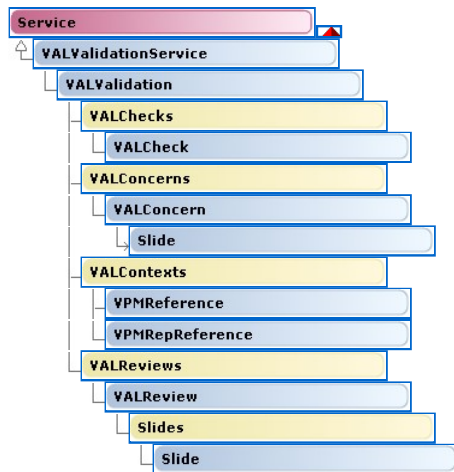 Service
VALValidationService
VALValidation
VALChecks
VALCheck
VALConcerns
VALConcern
Slide
VALContexts
VPMReference
VPMRepReference
VALReviews
VALReview
Slides
Slide